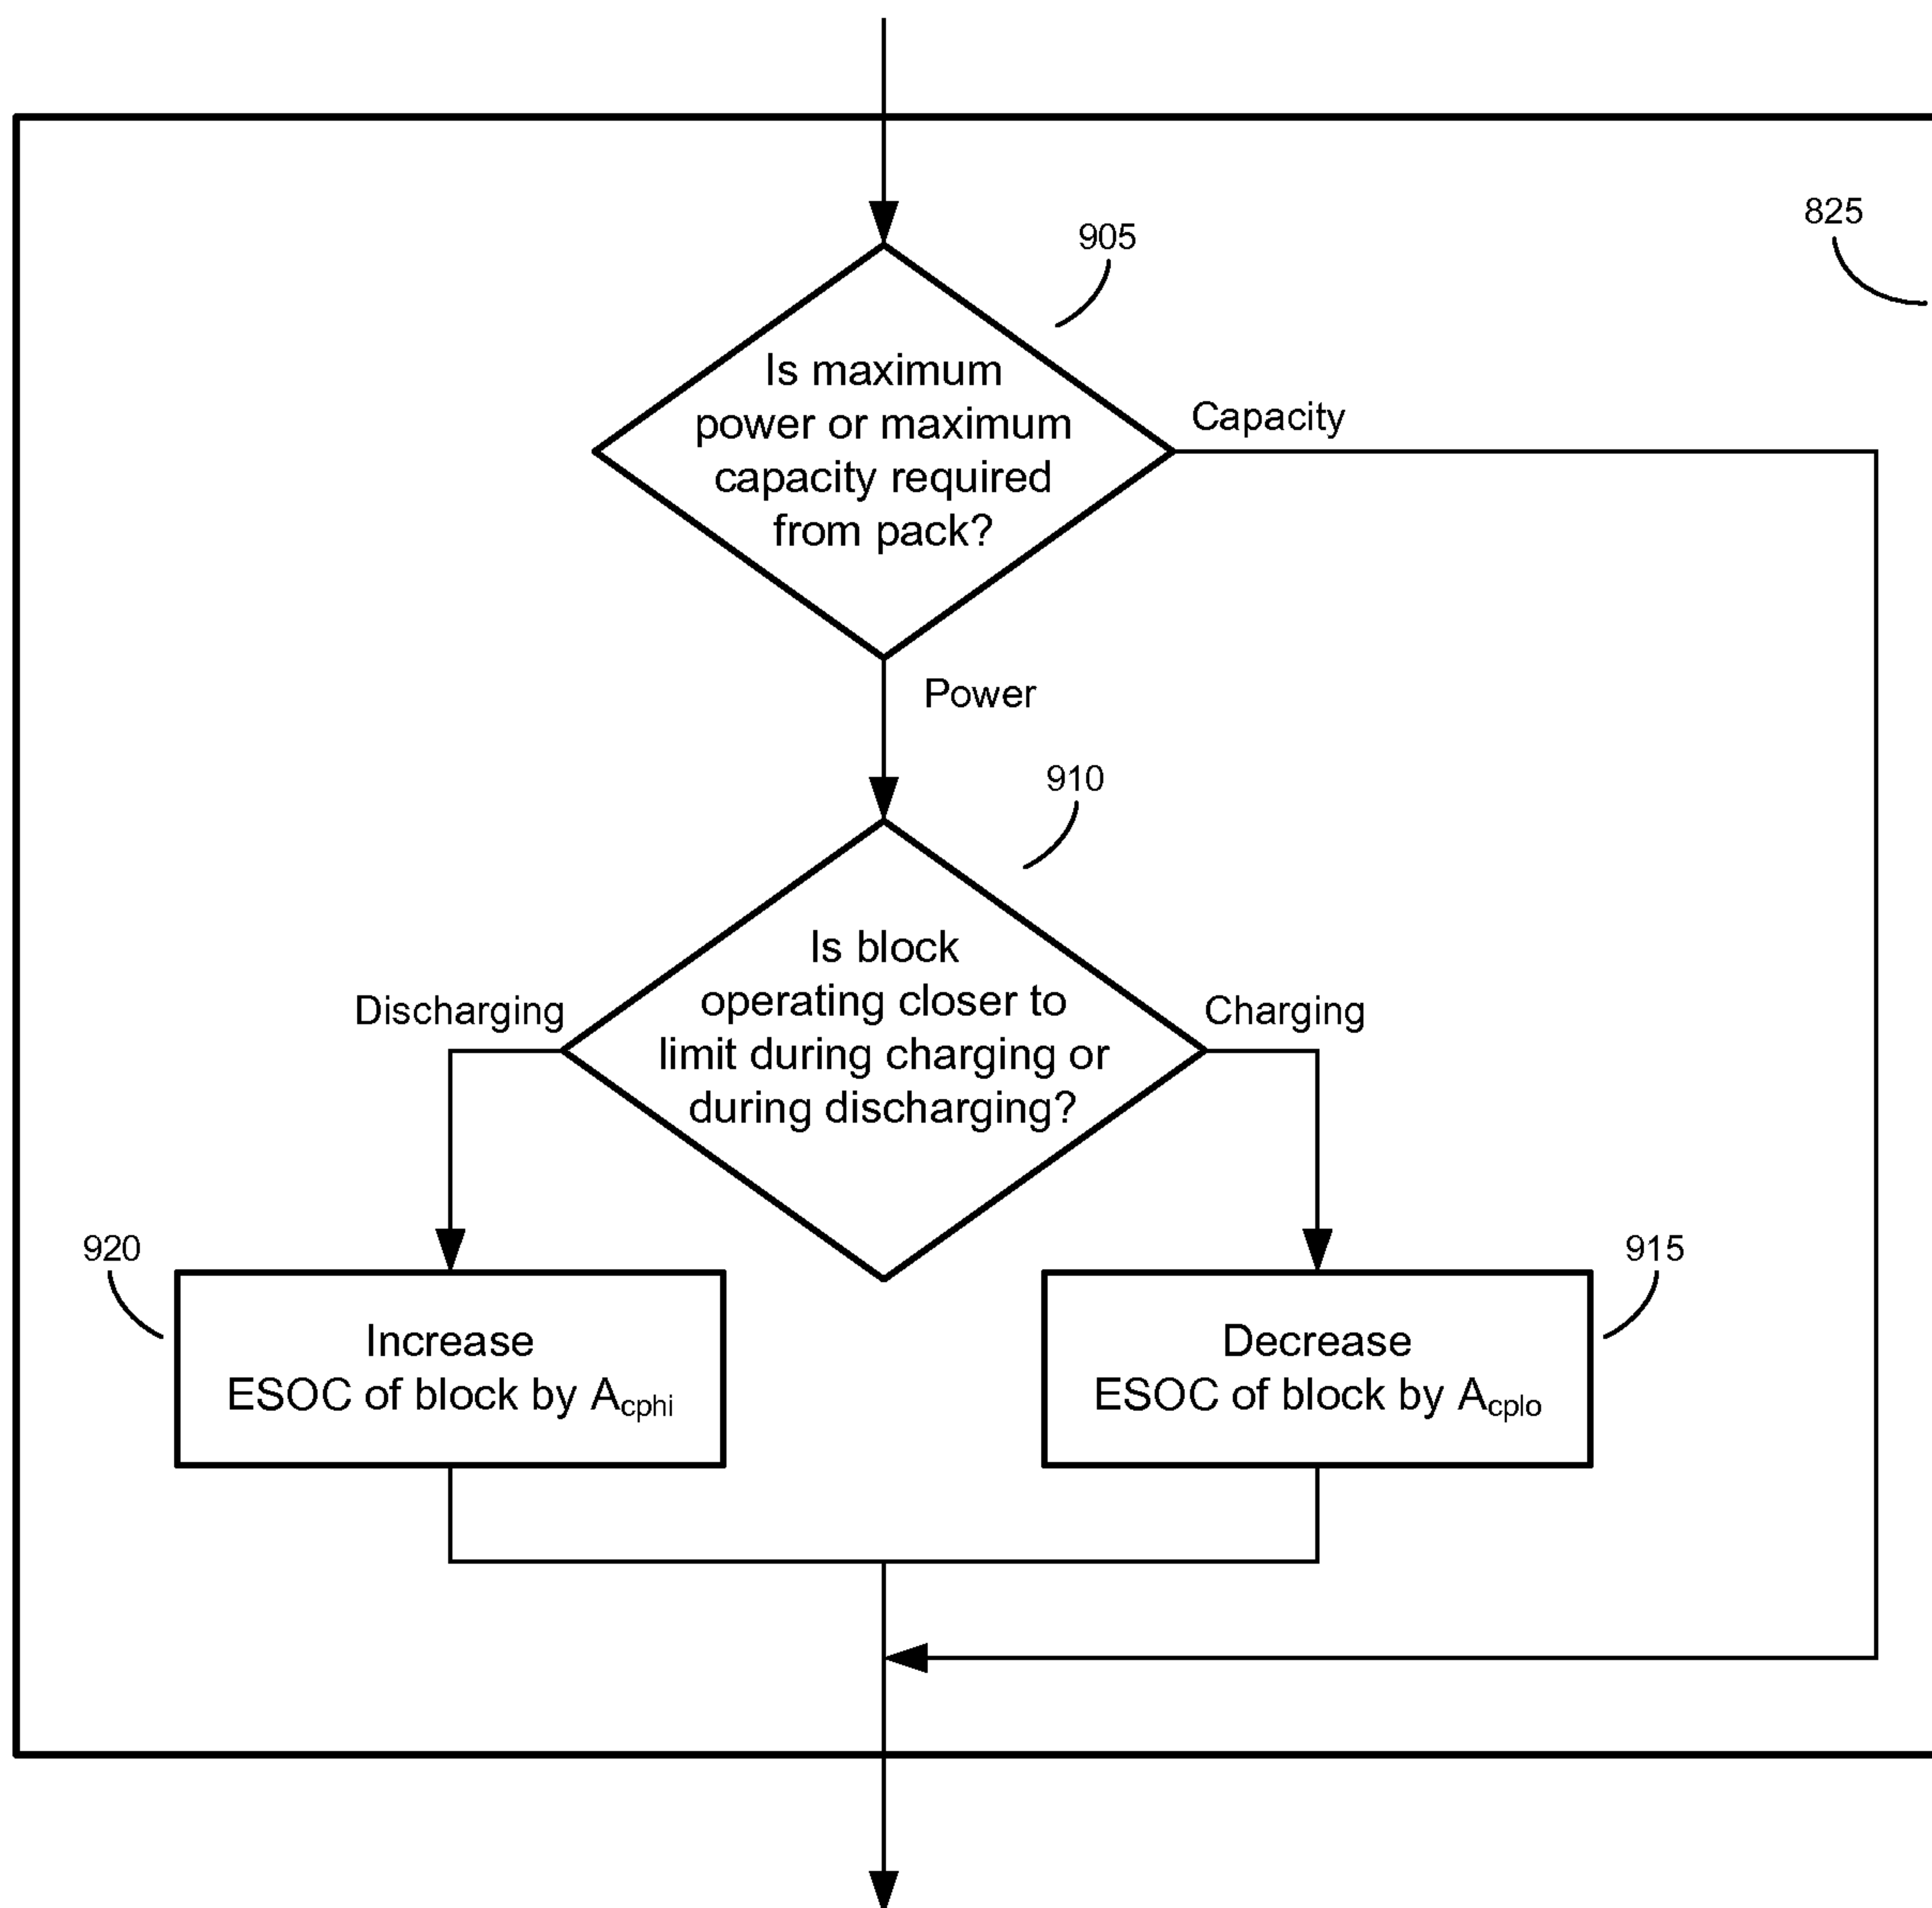 825
905
Is maximum
power or maximum
capacity required
from pack?
Capacity
Power
910
Is block
operating closer to
limit during charging or
during discharging?
Discharging
Charging
920
Increase
ESOC of block by Acphi
915
Decrease
ESOC of block by Acplo